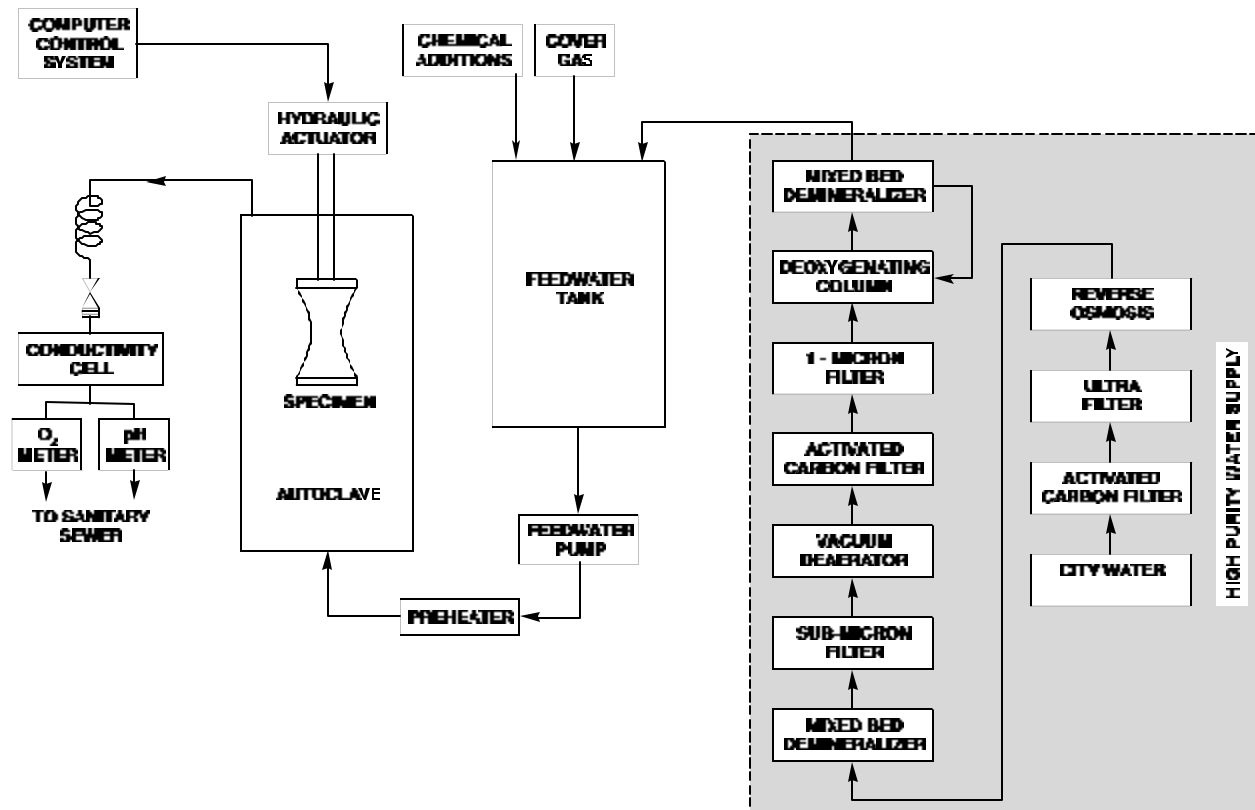 COMPUTER
CONTROL
SYSTEM
CHEMICAL
ADDITIONS
COVER
GAS
HYDRAULIC
ACTUATOR
SPECIMEN
AUTOCLAVE
CONDUCTIVITY
CELL
O₂
METER
pH
METER
TO SANITARY
SEWER
FEEDWATER
TANK
FEEDWATER
PUMP
PREHEATER
MIXED BED
DEMINERALIZER
DEOXYGENATING
COLUMN
1 - MICRON
FILTER
ACTIVATED
CARBON FILTER
VACUUM
DEAERATOR
SUB-MICRON
FILTER
MIXED BED
DEMINERALIZER
REVERSE
OSMOSIS
ULTRA
FILTER
ACTIVATED
CARBON FILTER
CITY WATER
HIGH PURITY WATER SUPPLY